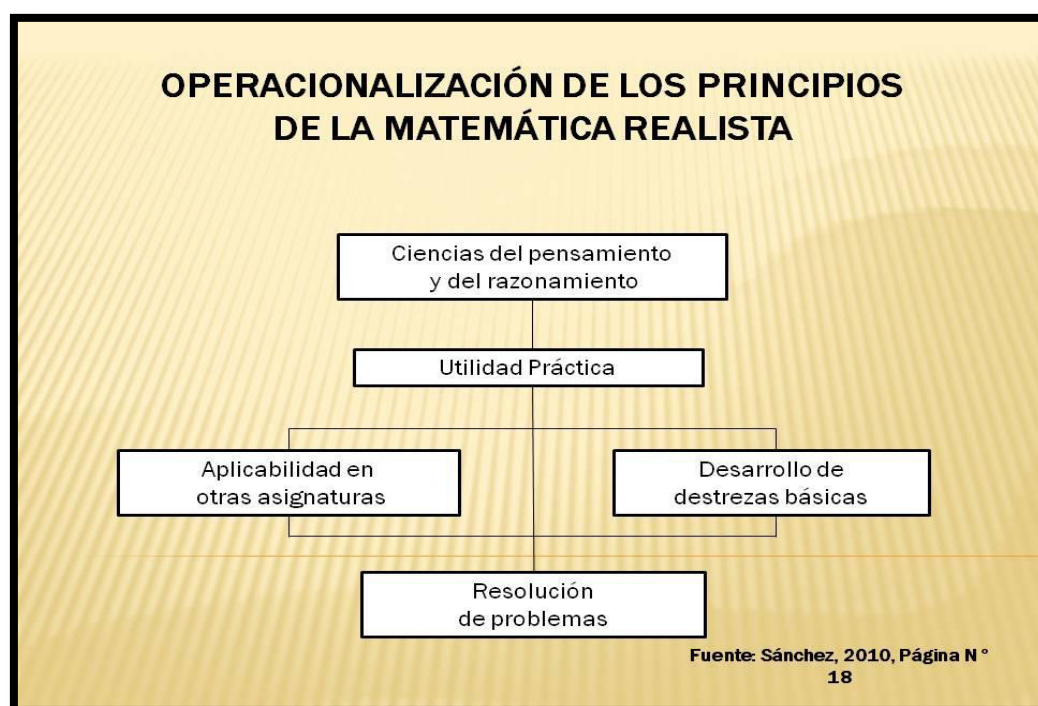 OPERACIONALIZACIÓN DE LOS PRINCIPIOS
DE LA MATEMÁTICA REALISTA
Ciencias del pensamiento
y del razonamiento
Utilidad Práctica
Aplicabilidad en
otras asignaturas
Desarrollo de
destrezas básicas
Resolución
de problemas
Fuente: Sánchez, 2010, Página N°
18